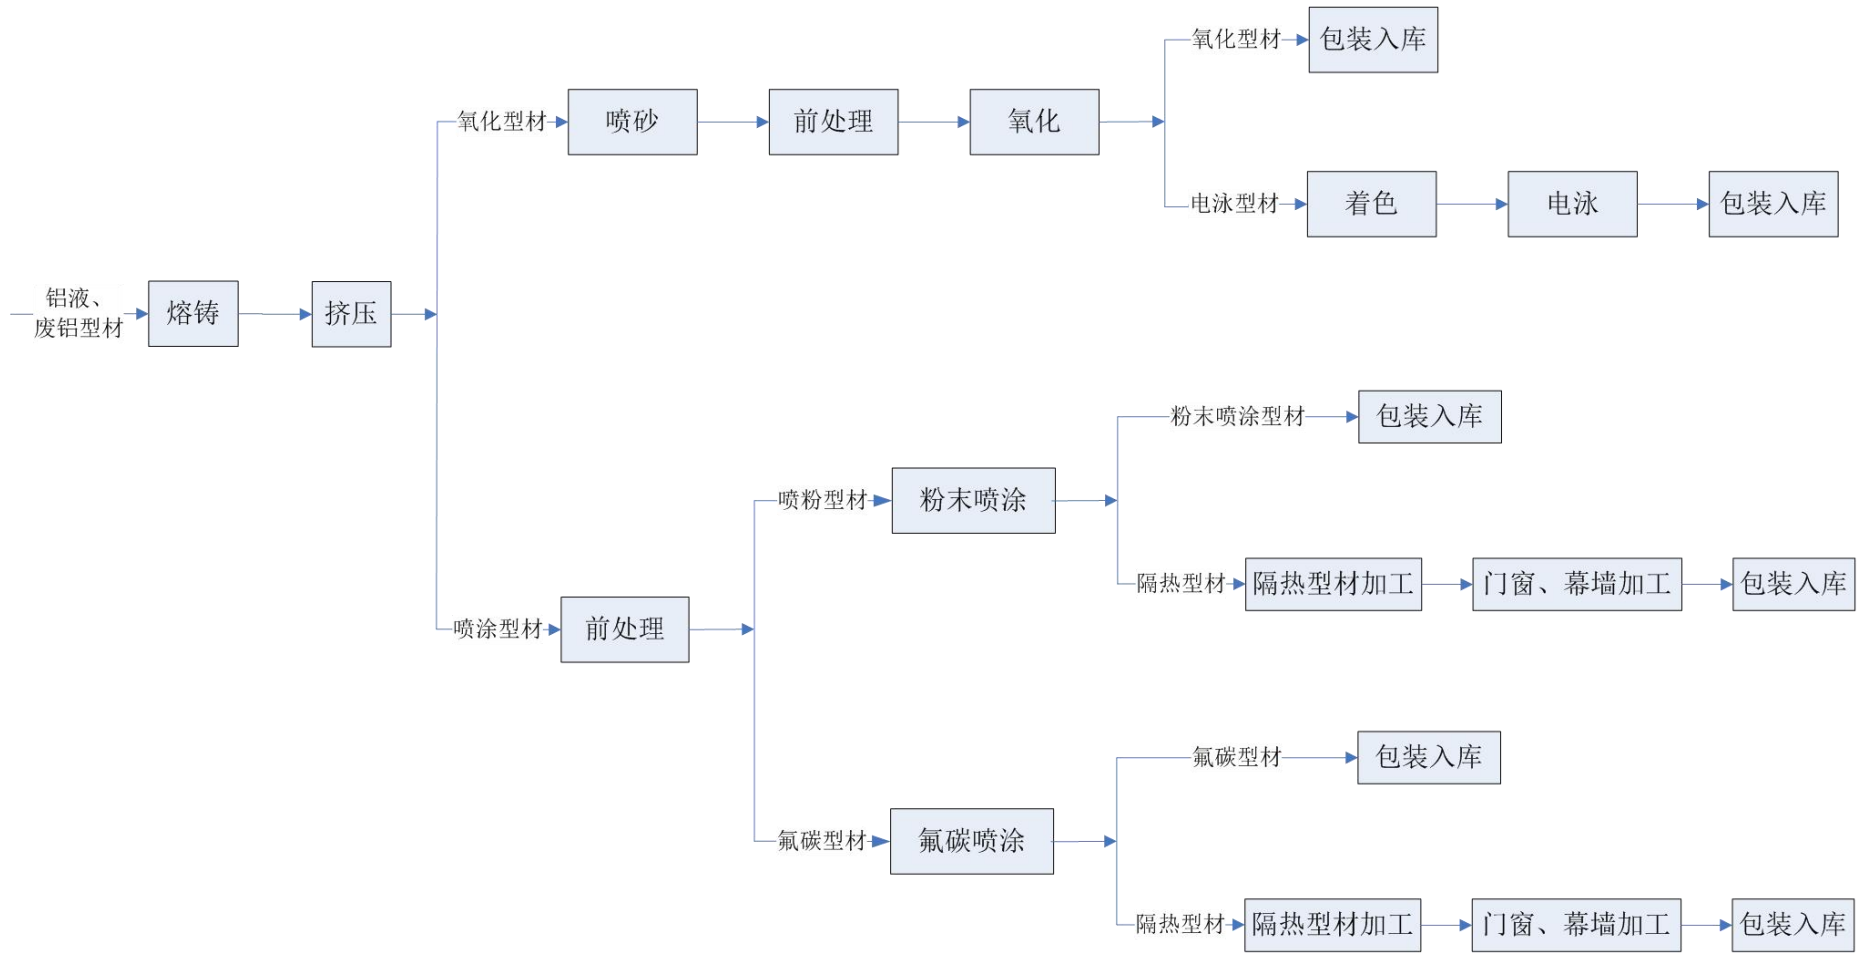 氧化型材
包装入库
氧化型材
喷砂
前处理
氧化
电泳型材
着色
电泳
包装入库
铝液、
废铝型材
熔铸
挤压
粉末喷涂型材
包装入库
喷粉型材
粉末喷涂
隔热型材
隔热型材加工
门窗、幕墙加工
包装入库
喷涂型材
前处理
氟碳型材
包装入库
氟碳型材
氟碳喷涂
隔热型材
隔热型材加工
门窗、幕墙加工
包装入库